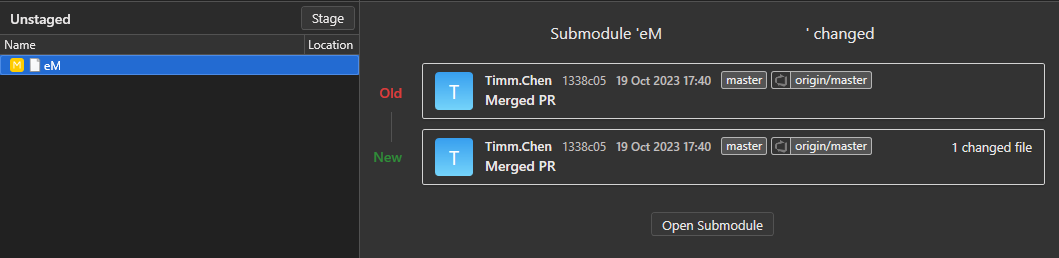 Unstaged
Stage
Name
Location
M eM
Submodule 'eM ' changed
Old
T
Timm.Chen 1338c05 19 Oct 2023 17:40 master origin/master
Merged PR
New
T
Timm.Chen 1338c05 19 Oct 2023 17:40 master origin/master 1 changed file
Merged PR
Open Submodule